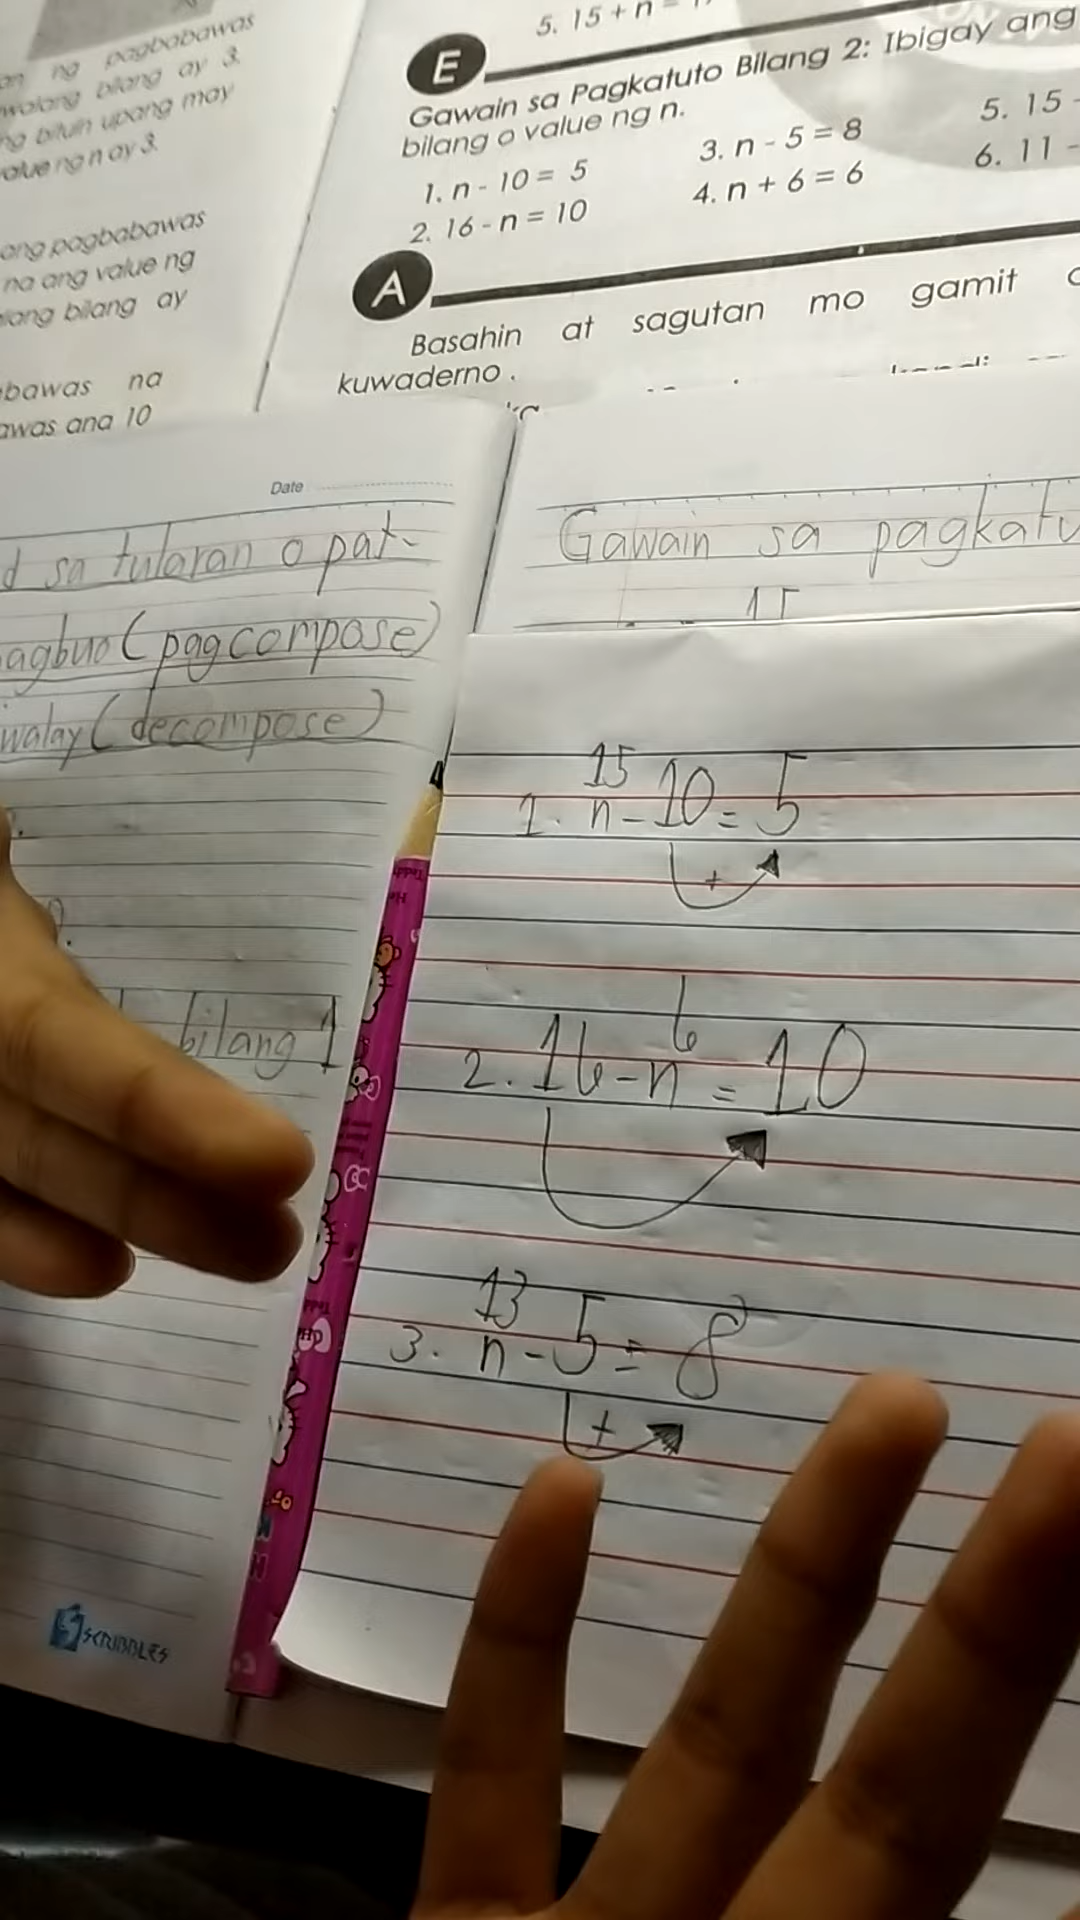 ng pagbabawas
walang bilang ay 3.
ng bituin upang may
value ng n ay 3.
ang pagbabawas
na ang value ng
bilang ay
bawas na
awas ang 10
5. 15 + n =
E
Gawain sa Pagkatuto Bilang 2: Ibigay ang
bilang o value ng n.
1. n - 10 = 5
2. 16 - n = 10
3. n - 5 = 8
4. n + 6 = 6
5. 15 -
6. 11 -
A
Basahin at sagutan mo gamit
kuwaderno .
Date
d sa tularan o pat-
agbuo (pagcompose)
walay (decompose)
bilang 1
SCRIBBLES
Gawain sa pagkatu
15
15
1. n - 10 = 5
+
6
2. 16 - n = 10
13
3. n - 5 = 8
+